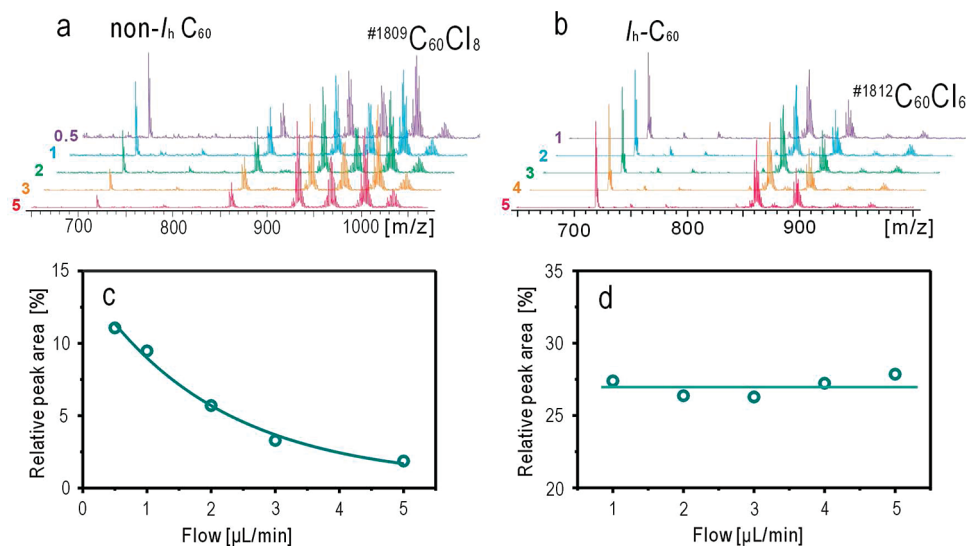 a
non-Ih C60
#1809C60Cl8
0.5
1
2
3
5
700 800 900 1000 [m/z]
b
Ih-C60
#1812C60Cl6
1
2
3
4
5
700 800 900 [m/z]
c
Relative peak area [%]
15
10
5
0
0 1 2 3 4 5
Flow [µL/min]
d
Relative peak area [%]
35
30
25
20
1 2 3 4 5
Flow [µL/min]